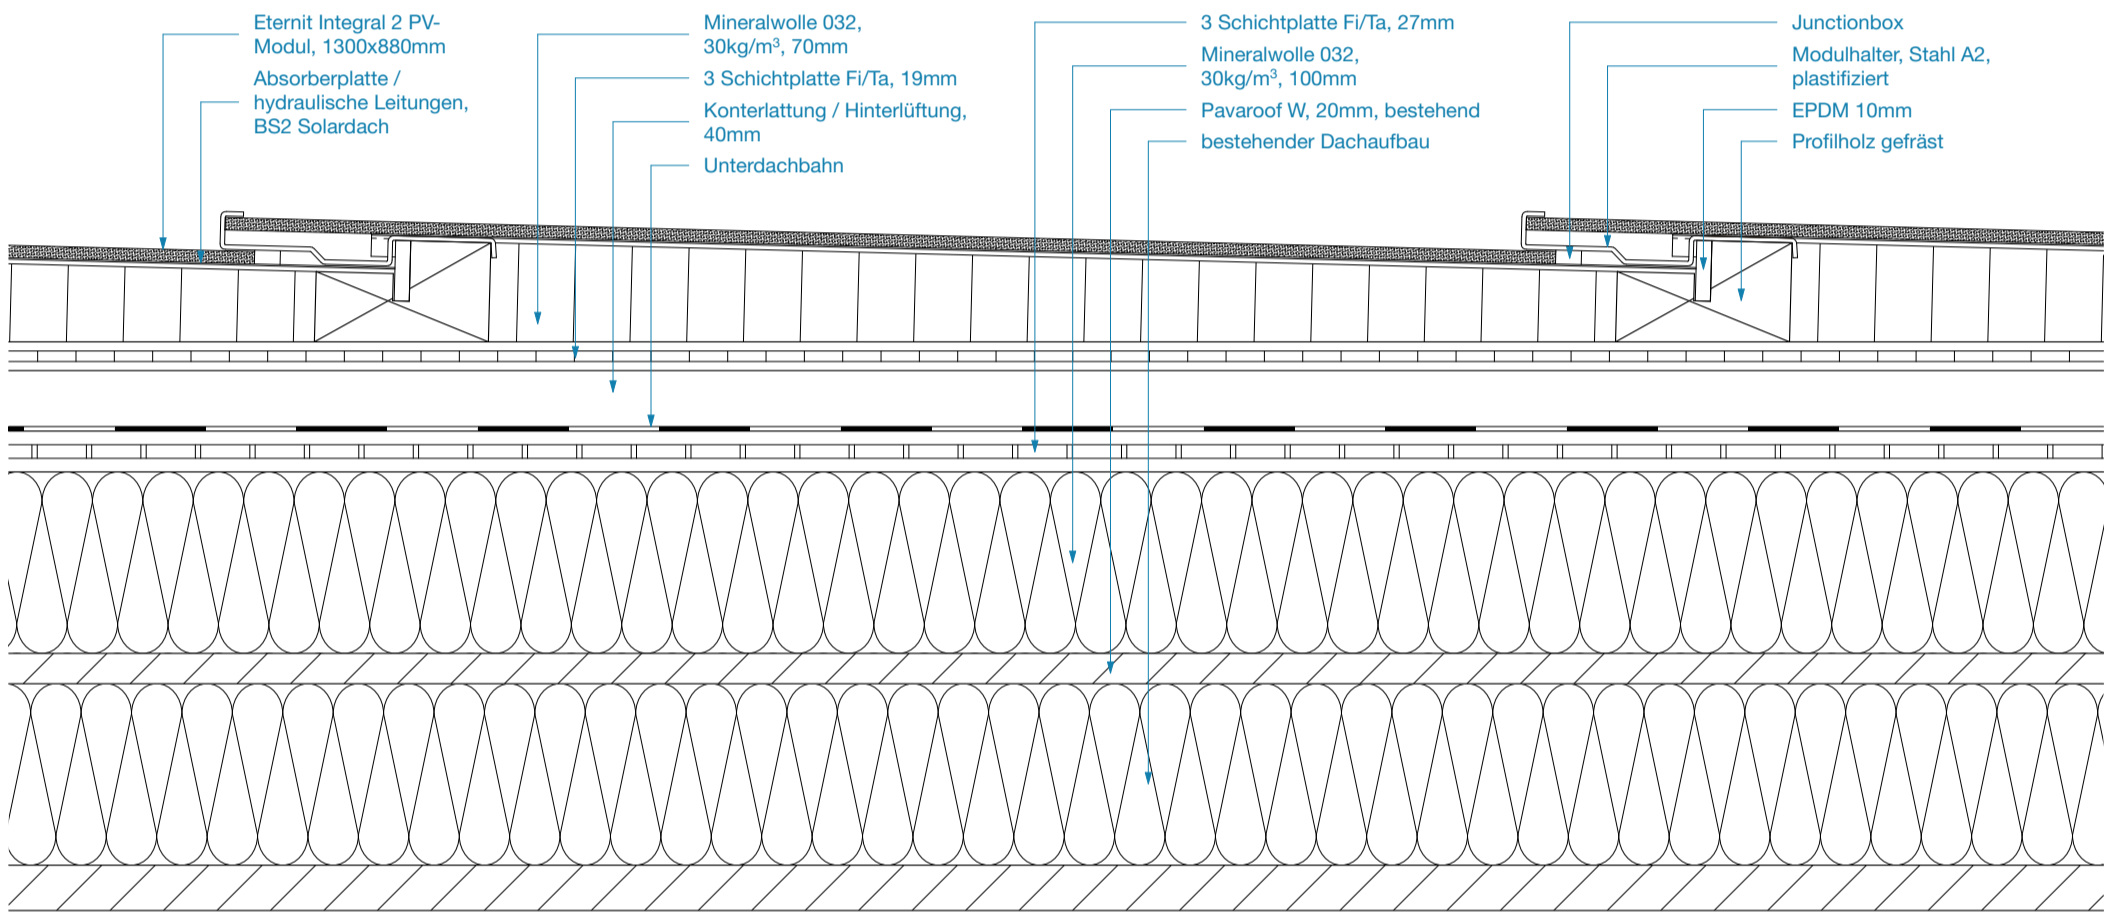 Eternit Integral 2 PV-
Modul, 1300x880mm
Absorberplatte /
hydraulische Leitungen,
BS2 Solardach
Mineralwolle 032,
30kg/m³, 70mm
3 Schichtplatte Fi/Ta, 19mm
Konterlattung / Hinterlüftung,
40mm
Unterdachbahn
3 Schichtplatte Fi/Ta, 27mm
Mineralwolle 032,
30kg/m³, 100mm
Pavaroof W, 20mm, bestehend
bestehender Dachaufbau
Junctionbox
Modulhalter, Stahl A2,
plastifiziert
EPDM 10mm
Profilholz gefräst